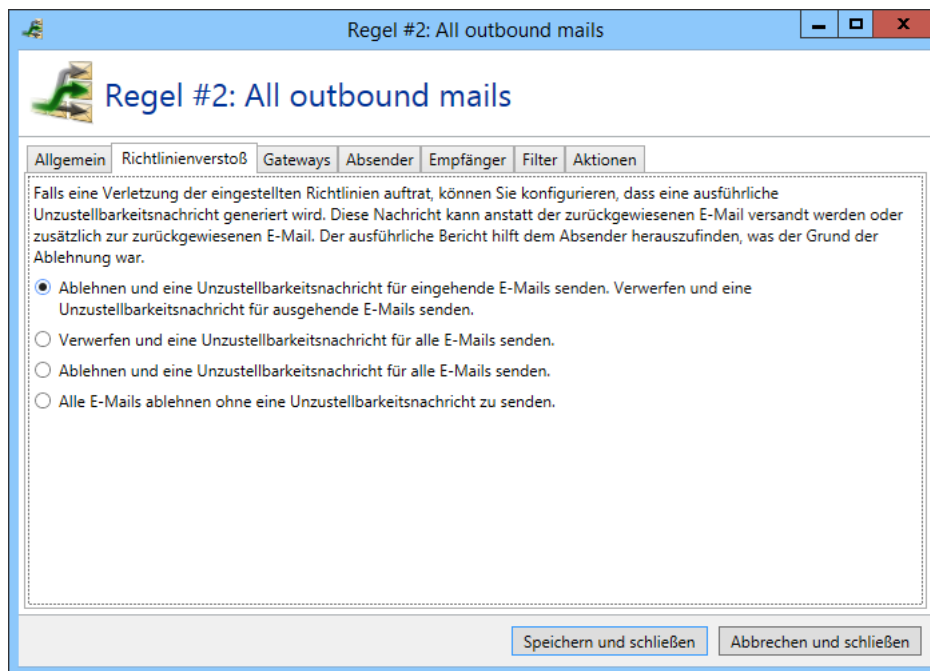 Regel #2: All outbound mails
Regel #2: All outbound mails
Allgemein Richtlinienverstoß Gateways Absender Empfänger Filter Aktionen
Falls eine Verletzung der eingestellten Richtlinien auftrat, können Sie konfigurieren, dass eine ausführliche
Unzustellbarkeitsnachricht generiert wird. Diese Nachricht kann anstatt der zurückgewiesenen E-Mail versandt werden oder
zusätzlich zur zurückgewiesenen E-Mail. Der ausführliche Bericht hilft dem Absender herauszufinden, was der Grund der
Ablehnung war.
Ablehnen und eine Unzustellbarkeitsnachricht für eingehende E-Mails senden. Verwerfen und eine
Unzustellbarkeitsnachricht für ausgehende E-Mails senden.
Verwerfen und eine Unzustellbarkeitsnachricht für alle E-Mails senden.
Ablehnen und eine Unzustellbarkeitsnachricht für alle E-Mails senden.
Alle E-Mails ablehnen ohne eine Unzustellbarkeitsnachricht zu senden.
Speichern und schließen Abbrechen und schließen